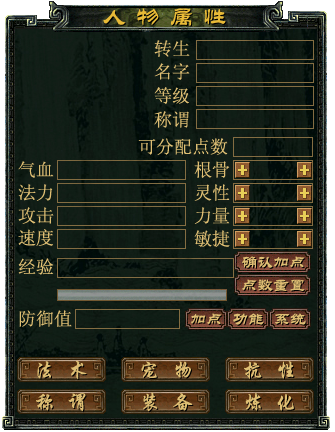 人物属性
转生
名字
等级
称谓
可分配点数
气血 根骨
法力 灵性
攻击 力量
速度 敏捷
经验 确认加点
点数重置
防御值 加点 功能 系统
法术 宠物 抗性
称谓 装备 炼化